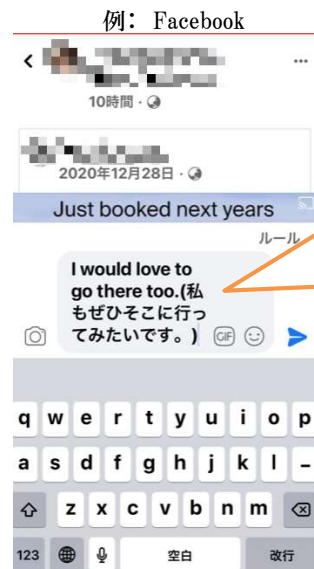 例: Facebook
10時間
2020年12月28日
Just booked next years
ルール
I would love to
go there too.(私
もぜひそこに行っ
てみたいです。)
GIF
q w e r t y u i o p
a s d f g h j k l -
z x c v b n m
123 空白 改行